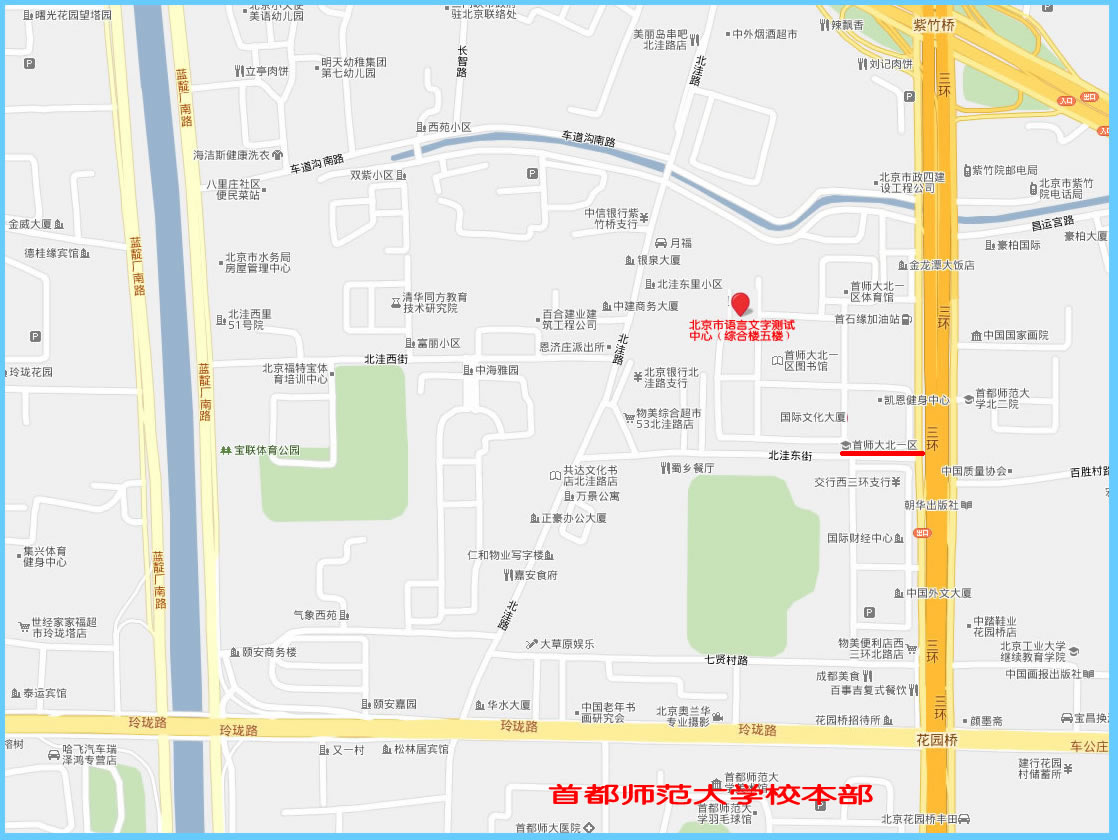 曙光花园望塔园
北京小天使
美语幼儿园
驻北京联络处
长智路
美丽岛串吧
北洼路店
中外烟酒超市
辣飘香
紫竹桥
刘记肉饼
北洼路
三环
入口
出口
蓝靛厂南路
立亭肉饼
明天幼稚集团
第七幼儿园
西苑小区
车道沟南路
海洁斯健康洗衣
车道沟南路
双紫小区
八里庄社区
便民菜站
紫竹院邮电局
北京市紫竹
院电话局
北京市政四建
设工程公司
昌运宫路
豪柏大厦
豪柏国际
金威大厦
德桂缘宾馆
蓝靛厂南路
北京市水务局
房屋管理中心
中信银行紫
竹桥支行
月福
银泉大厦
金龙潭大饭店
北洼东里小区
首师大北一
区体育馆
清华同方教育
技术研究院
中建商务大厦
北洼西里
51号院
百合建业建
筑工程公司
北京市语言文字测试
中心（综合楼五楼）
首石缘加油站
三环
中国国家画院
富丽小区
恩济庄派出所
北洼路
北洼西街
首师大北一
区图书馆
玲珑花园
北京福特宝体
育培训中心
中海雅园
北京银行北
洼路支行
蓝靛厂南路
凯恩健身中心
首都师范大
学北二院
物美综合超市
53北洼路店
国际文化大厦
三环
首师大北一区
宝联体育公园
北洼东街
共达文化书
店北洼路店
蜀乡餐厅
中国质量协会
百胜村路
交行西三环支行
万景公寓
朝华出版社
正豪办公大厦
出口
国际财经中心
集兴体育
健身中心
仁和物业写字楼
嘉安食府
蓝靛厂南路
中国外文大厦
气象西苑
北洼路
世经家家福超
市玲珑塔店
中踏鞋业
花园桥店
大草原娱乐
物美便利店西
三环北路店
三环
北京工业大学
继续教育学院
颐安商务楼
七贤村路
成都美食
中国画报出版社
百事吉复式餐饮
泰运宾馆
颐安嘉园
华水大厦
中国老年书
画研究会
北京奥兰华
专业摄影
三环
花园桥招待所
颜墨斋
宝昌换
玲珑路
玲珑路
玲珑路
玲珑路
花园桥
车公庄
哈飞汽车瑞
泽鸿专营店
又一村
松林居宾馆
建行花园
村储蓄所
首都师范大
首都师范大学校本部
首都师范大
学羽毛球馆
首都师大医院
北京花园桥丰田